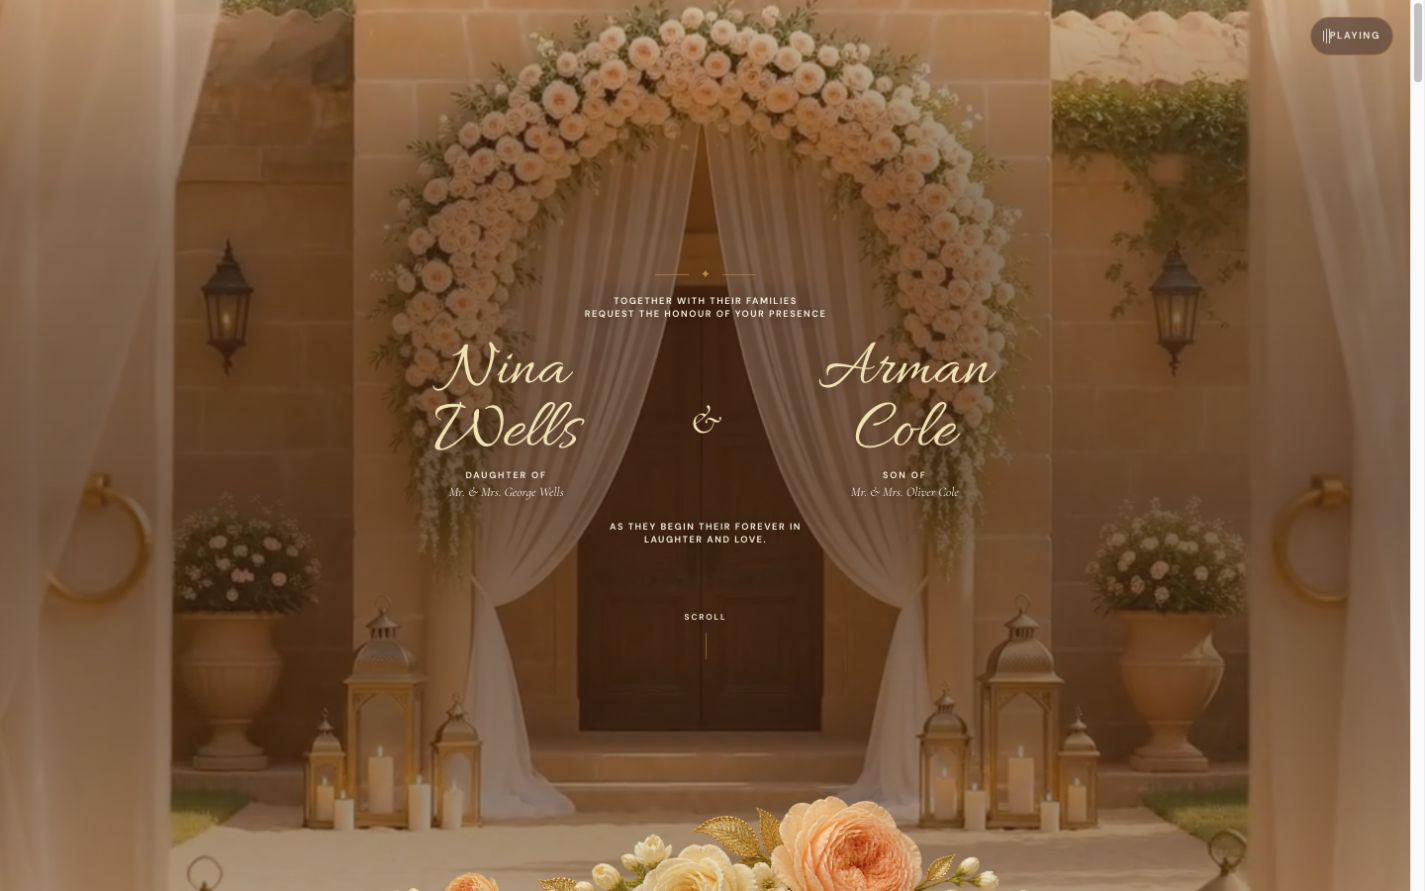 PLAYING
TOGETHER WITH THEIR FAMILIES
REQUEST THE HONOUR OF YOUR PRESENCE
Nina
Wells
DAUGHTER OF
Mr. & Mrs. George Wells
&
Arman
Cole
SON OF
Mr. & Mrs. Oliver Cole
AS THEY BEGIN THEIR FOREVER IN
LAUGHTER AND LOVE.
SCROLL